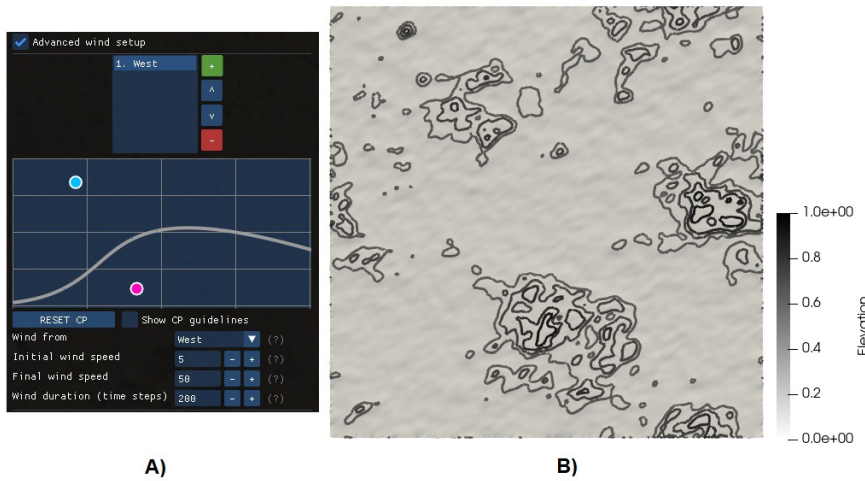 Advanced wind setup
1. West
+
^
v
-
RESET CP
Show CP guidelines
Wind from West (?)
Initial wind speed 5 - + (?)
Final wind speed 50 - + (?)
Wind duration (time steps) 200 - + (?)
A)
1.0e+00
0.8
0.6
0.4
0.2
0.0e+00
Elevation
B)